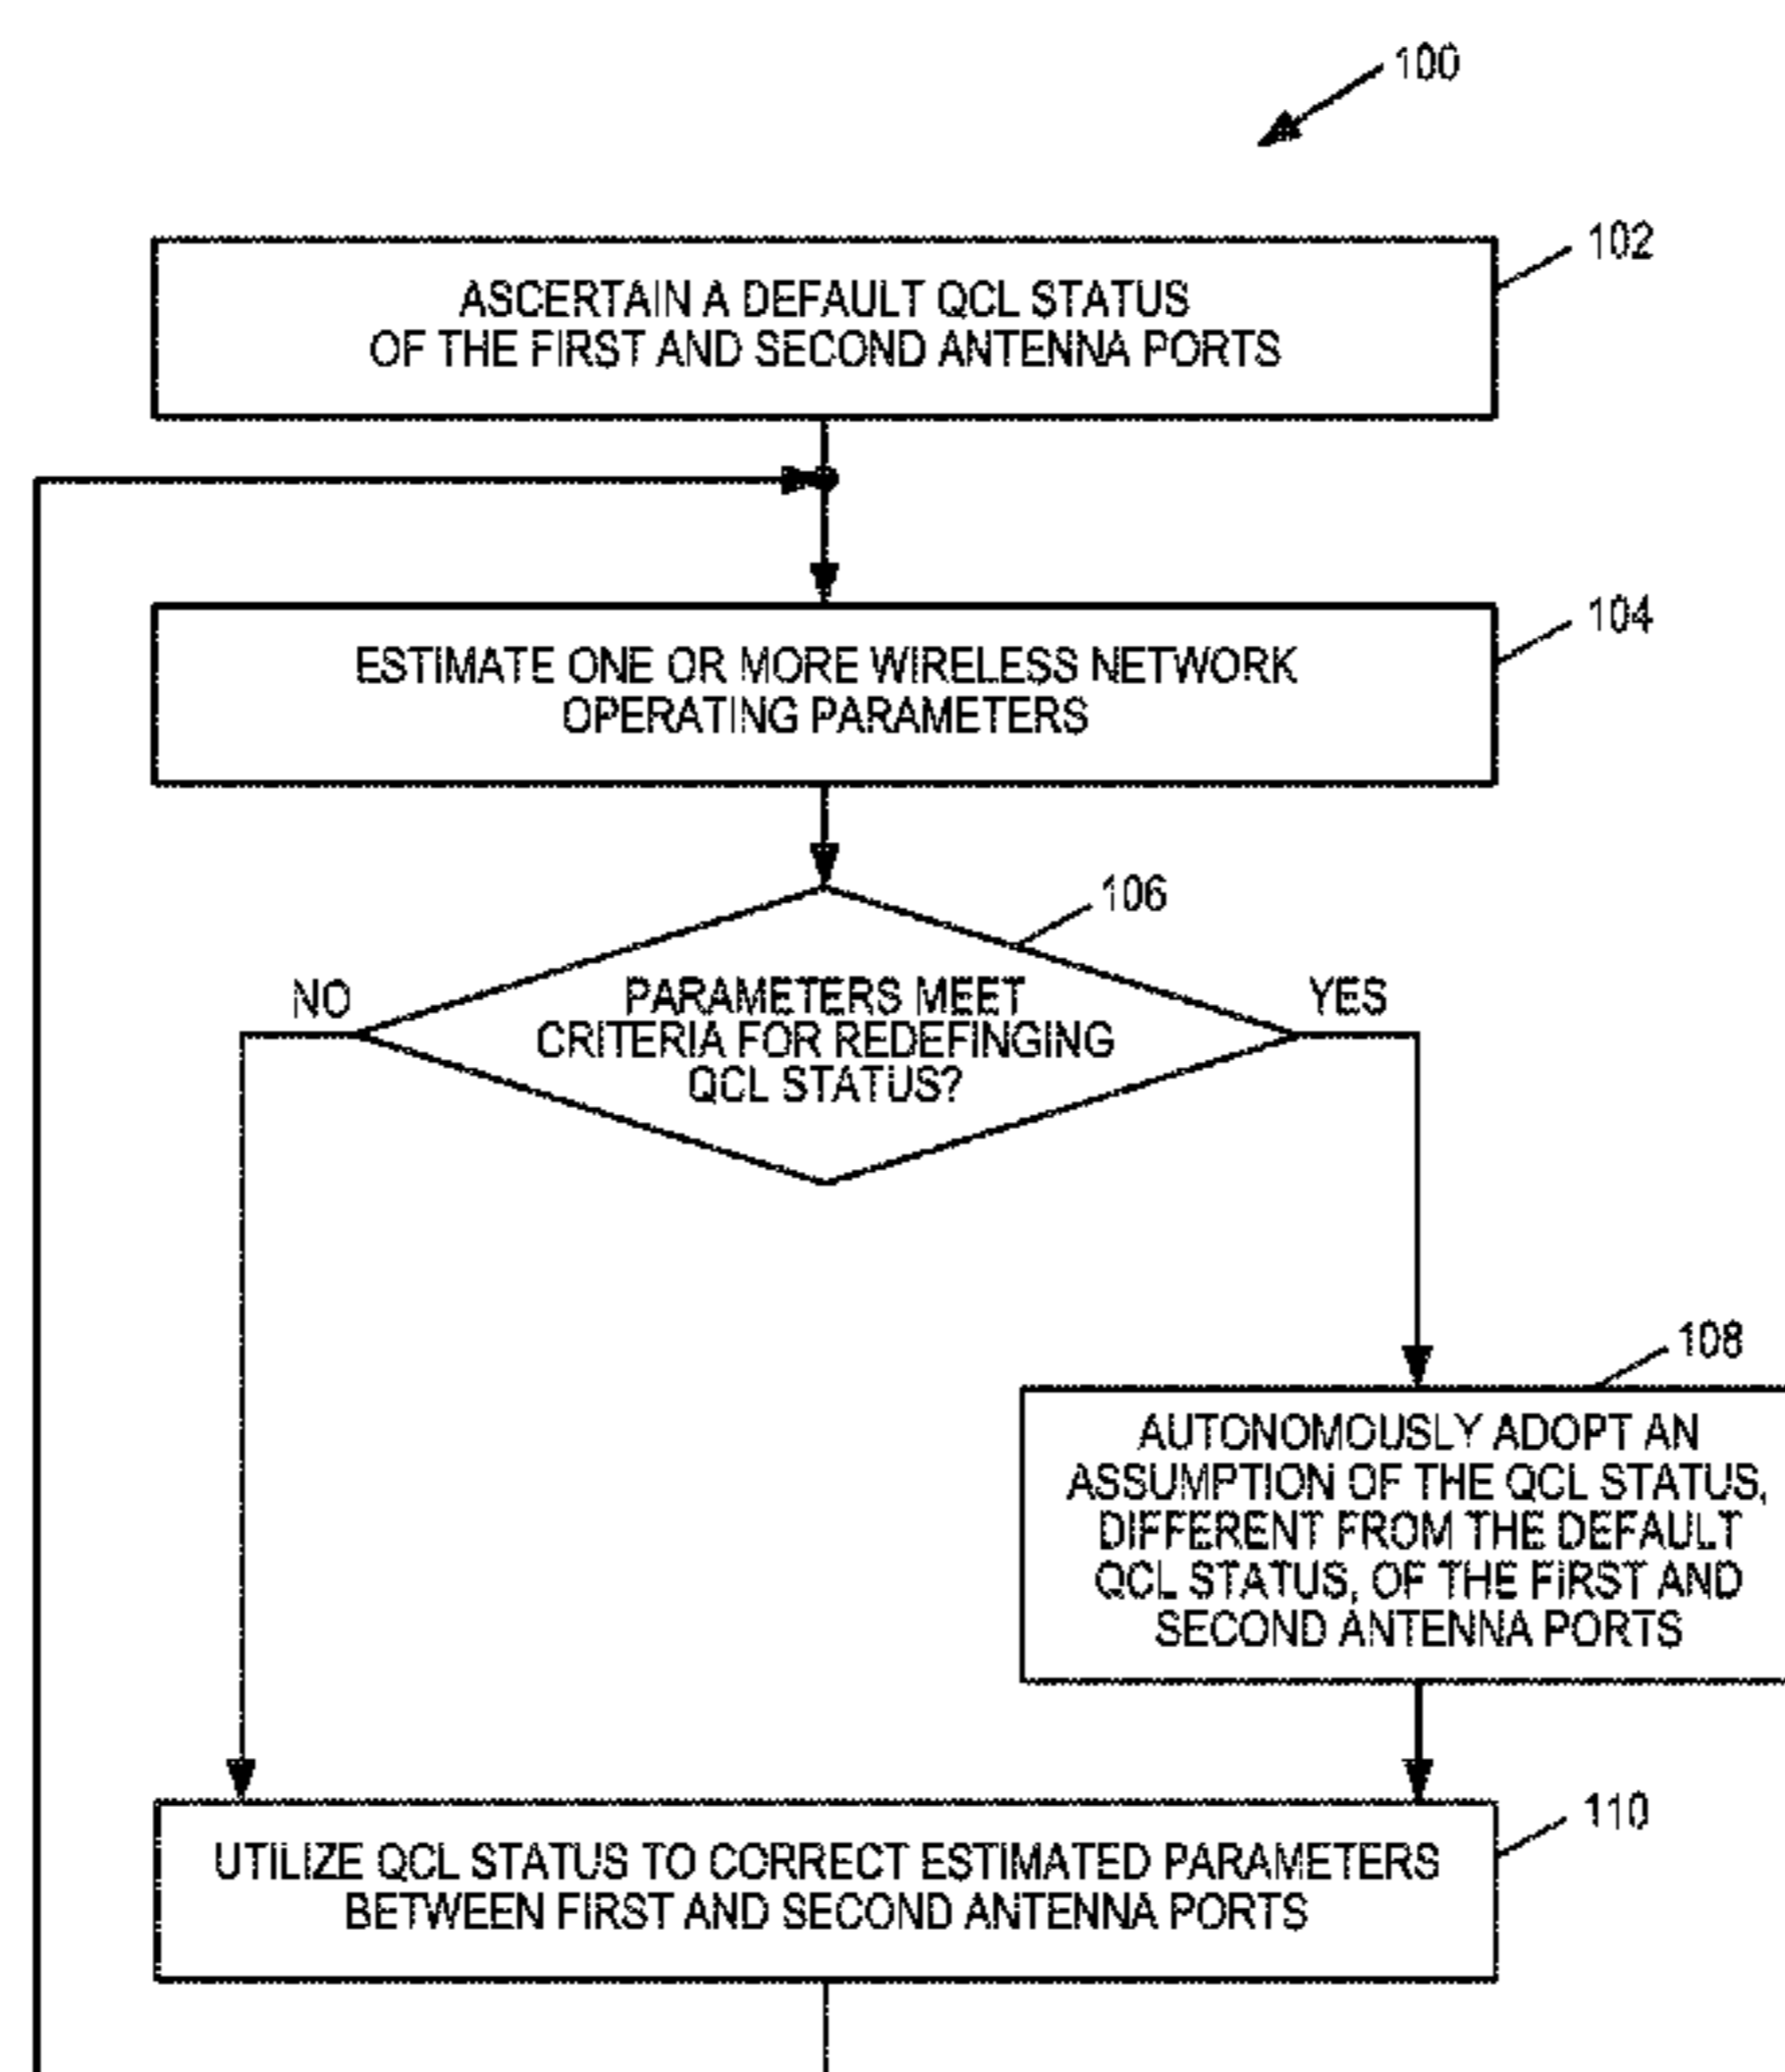 100
102
ASCERTAIN A DEFAULT QCL STATUS
OF THE FIRST AND SECOND ANTENNA PORTS
104
ESTIMATE ONE OR MORE WIRELESS NETWORK
OPERATING PARAMETERS
106
NO
YES
PARAMETERS MEET
CRITERIA FOR REDEFINGING
QCL STATUS?
108
AUTONOMOUSLY ADOPT AN
ASSUMPTION OF THE QCL STATUS,
DIFFERENT FROM THE DEFAULT
QCL STATUS, OF THE FIRST AND
SECOND ANTENNA PORTS
110
UTILIZE QCL STATUS TO CORRECT ESTIMATED PARAMETERS
BETWEEN FIRST AND SECOND ANTENNA PORTS